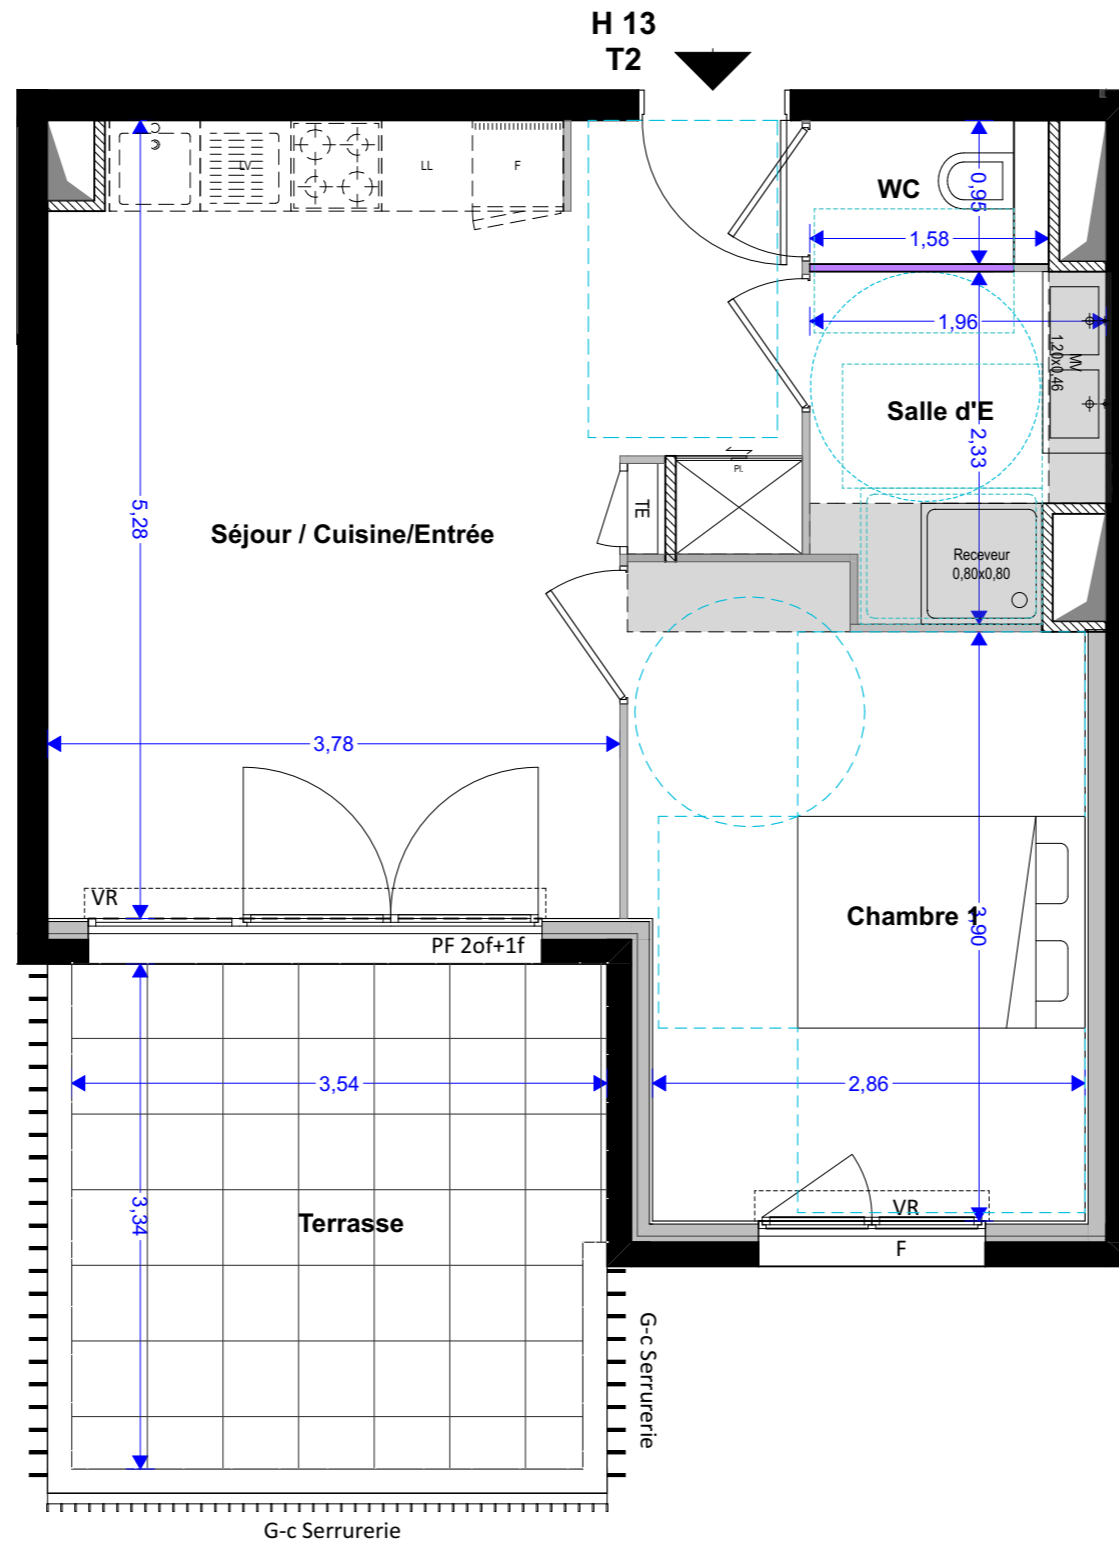 H 13
T2
LV
LL
F
WC
0,95
1,58
1,96
MV
1,20x0,46
Salle d'E
2,33
Pl.
TE
5,28
Séjour / Cuisine/Entrée
Receveur
0,80x0,80
3,78
VR
PF 2of+1f
Chambre 1
3,90
3,54
2,86
3,34
Terrasse
VR
F
G-c Serrurerie
G-c Serrurerie